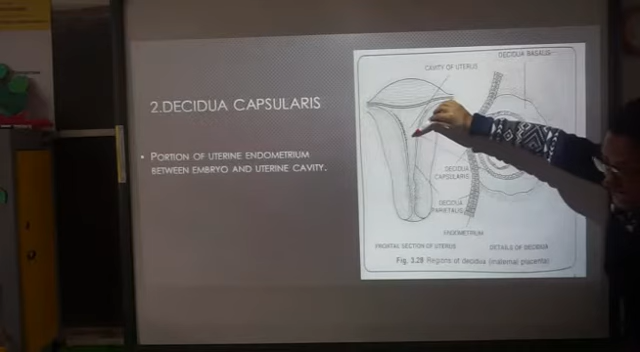 2.DECIDUA CAPSULARIS
• PORTION OF UTERINE ENDOMETRIUM
BETWEEN EMBRYO AND UTERINE CAVITY.
DECIDUA BASALIS
CAVITY OF UTERUS
DECIDUA
CAPSULARIS
DECIDUA
PARIETALIS
MYOMETRIUM
FRONTAL SECTION OF UTERUS
DETAILS OF DECIDUA
Fig. 3.28 Regions of decidua (maternal placenta)